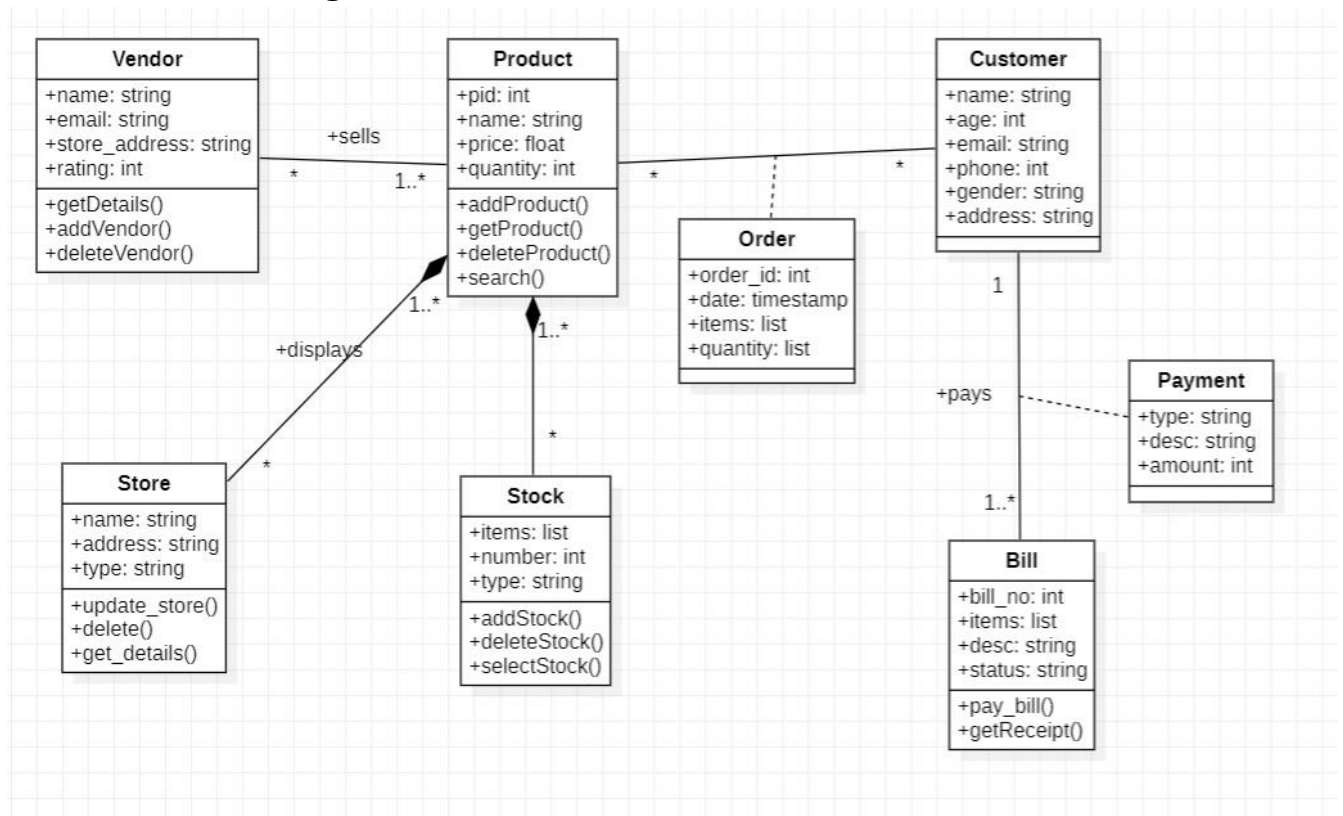 Vendor
+name: string
+email: string
+store_address: string
+rating: int
+getDetails()
+addVendor()
+deleteVendor()
+sells
*
1..*
Product
+pid: int
+name: string
+price: float
+quantity: int
+addProduct()
+getProduct()
+deleteProduct()
+search()
*
*
Customer
+name: string
+age: int
+email: string
+phone: int
+gender: string
+address: string
Order
+order_id: int
+date: timestamp
+items: list
+quantity: list
1..*
+displays
*
1..*
*
1
+pays
1..*
Payment
+type: string
+desc: string
+amount: int
Store
+name: string
+address: string
+type: string
+update_store()
+delete()
+get_details()
Stock
+items: list
+number: int
+type: string
+addStock()
+deleteStock()
+selectStock()
Bill
+bill_no: int
+items: list
+desc: string
+status: string
+pay_bill()
+getReceipt()